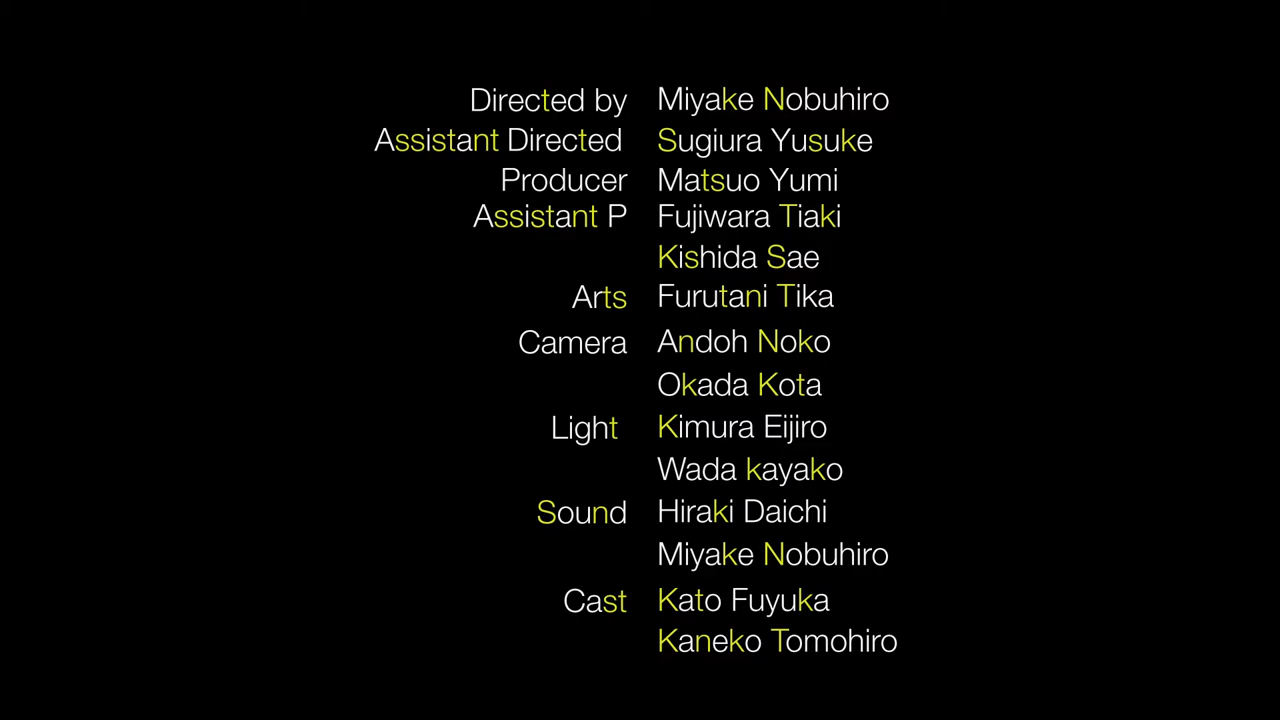 Directed by Miyake Nobuhiro
Assistant Directed Sugiura Yusuke
Producer Matsuo Yumi
Assistant P Fujiwara Tiaki
Kishida Sae
Arts Furutani Tika
Camera Andoh Noko
Okada Kota
Light Kimura Eijiro
Wada kayako
Sound Hiraki Daichi
Miyake Nobuhiro
Cast Kato Fuyuka
Kaneko Tomohiro